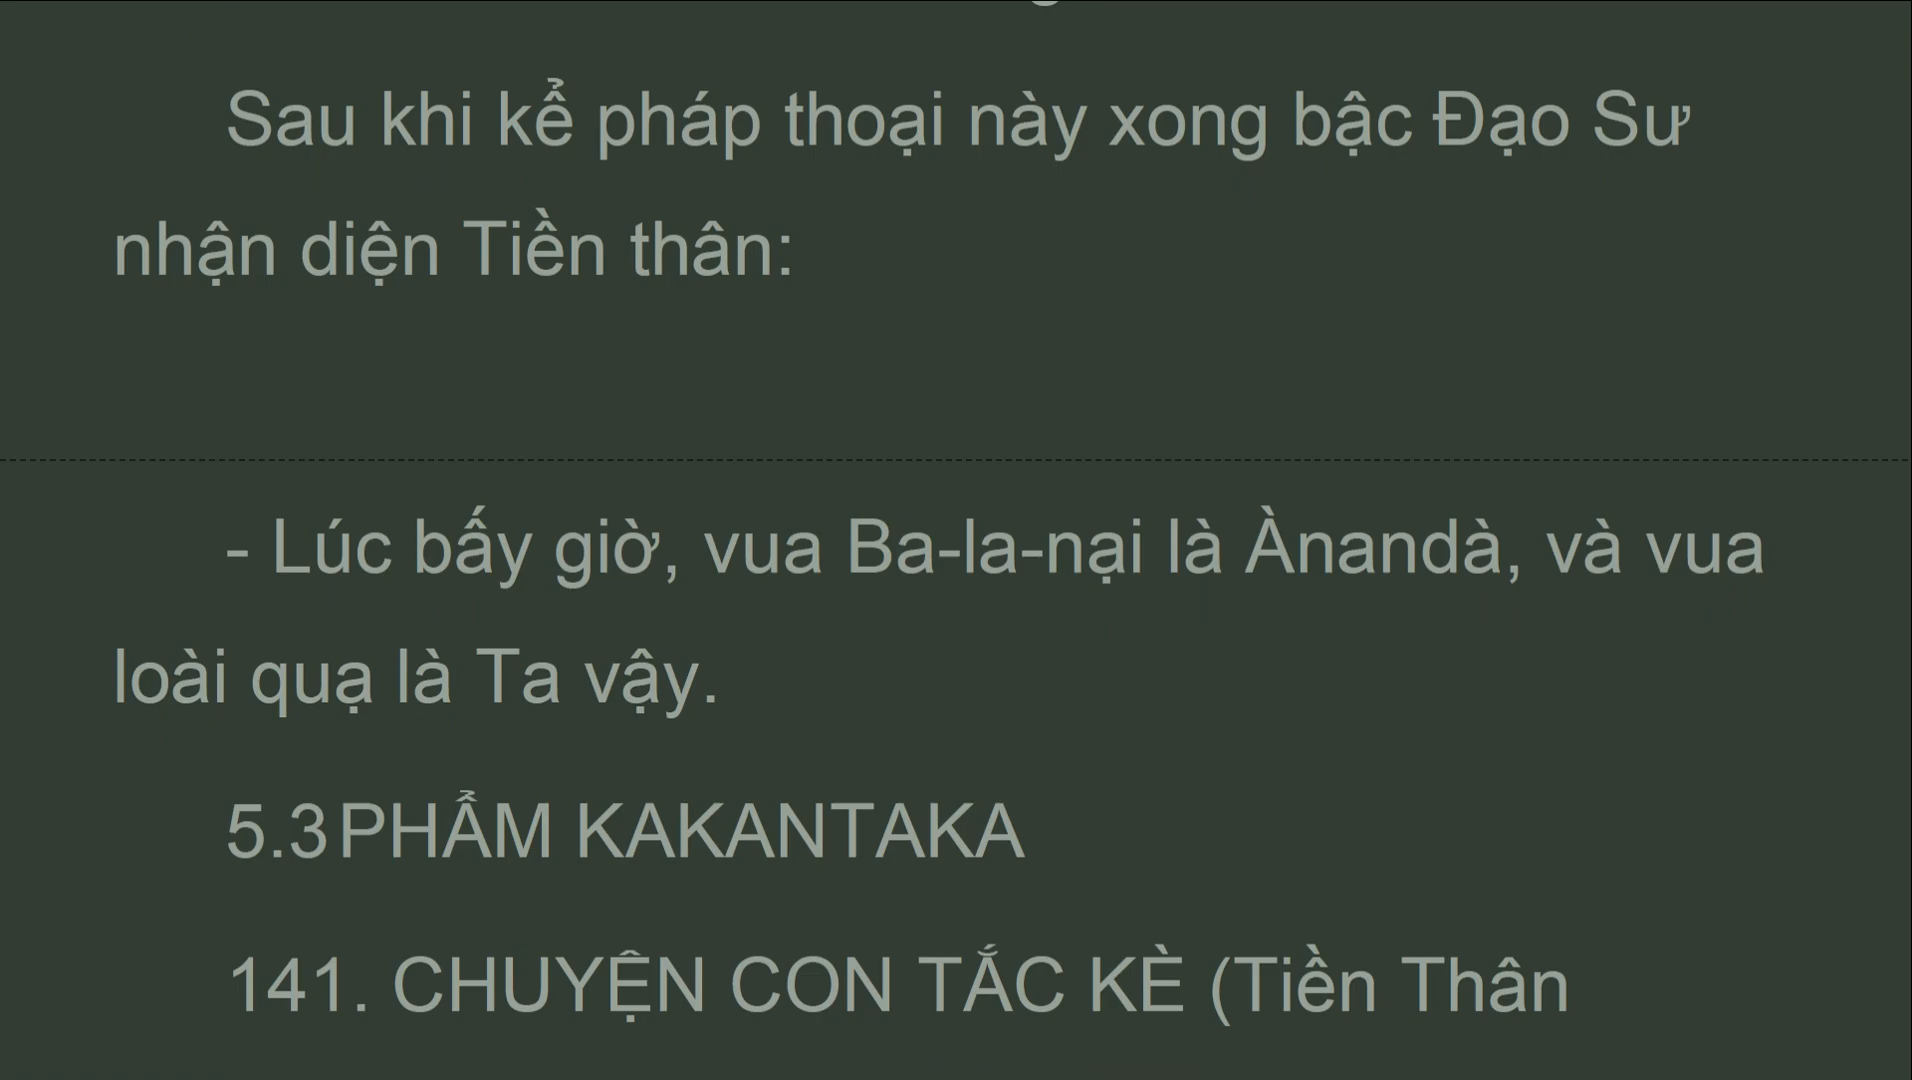 Sau khi kể pháp thoại này xong bậc Đạo Sư
nhận diện Tiền thân:
- Lúc bấy giờ, vua Ba-la-nại là Ànandà, và vua
loài quạ là Ta vậy.
5.3 PHẨM KAKANTAKA
141. CHUYỆN CON TẮC KÈ (Tiền Thân